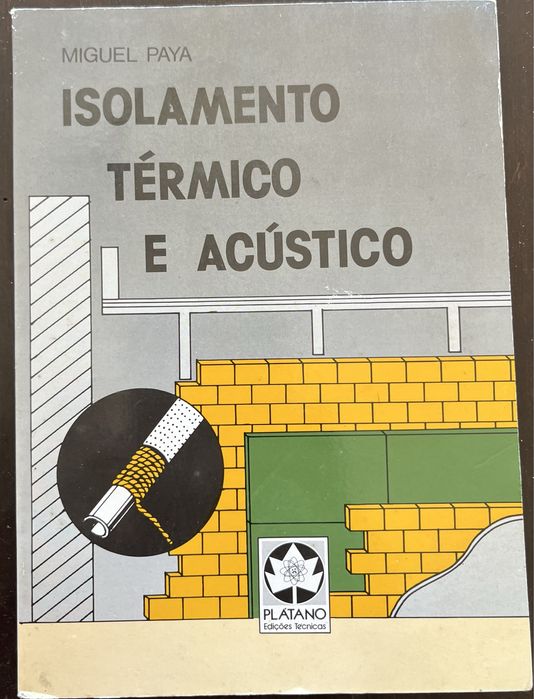 MIGUEL PAYA
ISOLAMENTO
TÉRMICO
E ACÚSTICO
PLÁTANO
Edições Técnicas